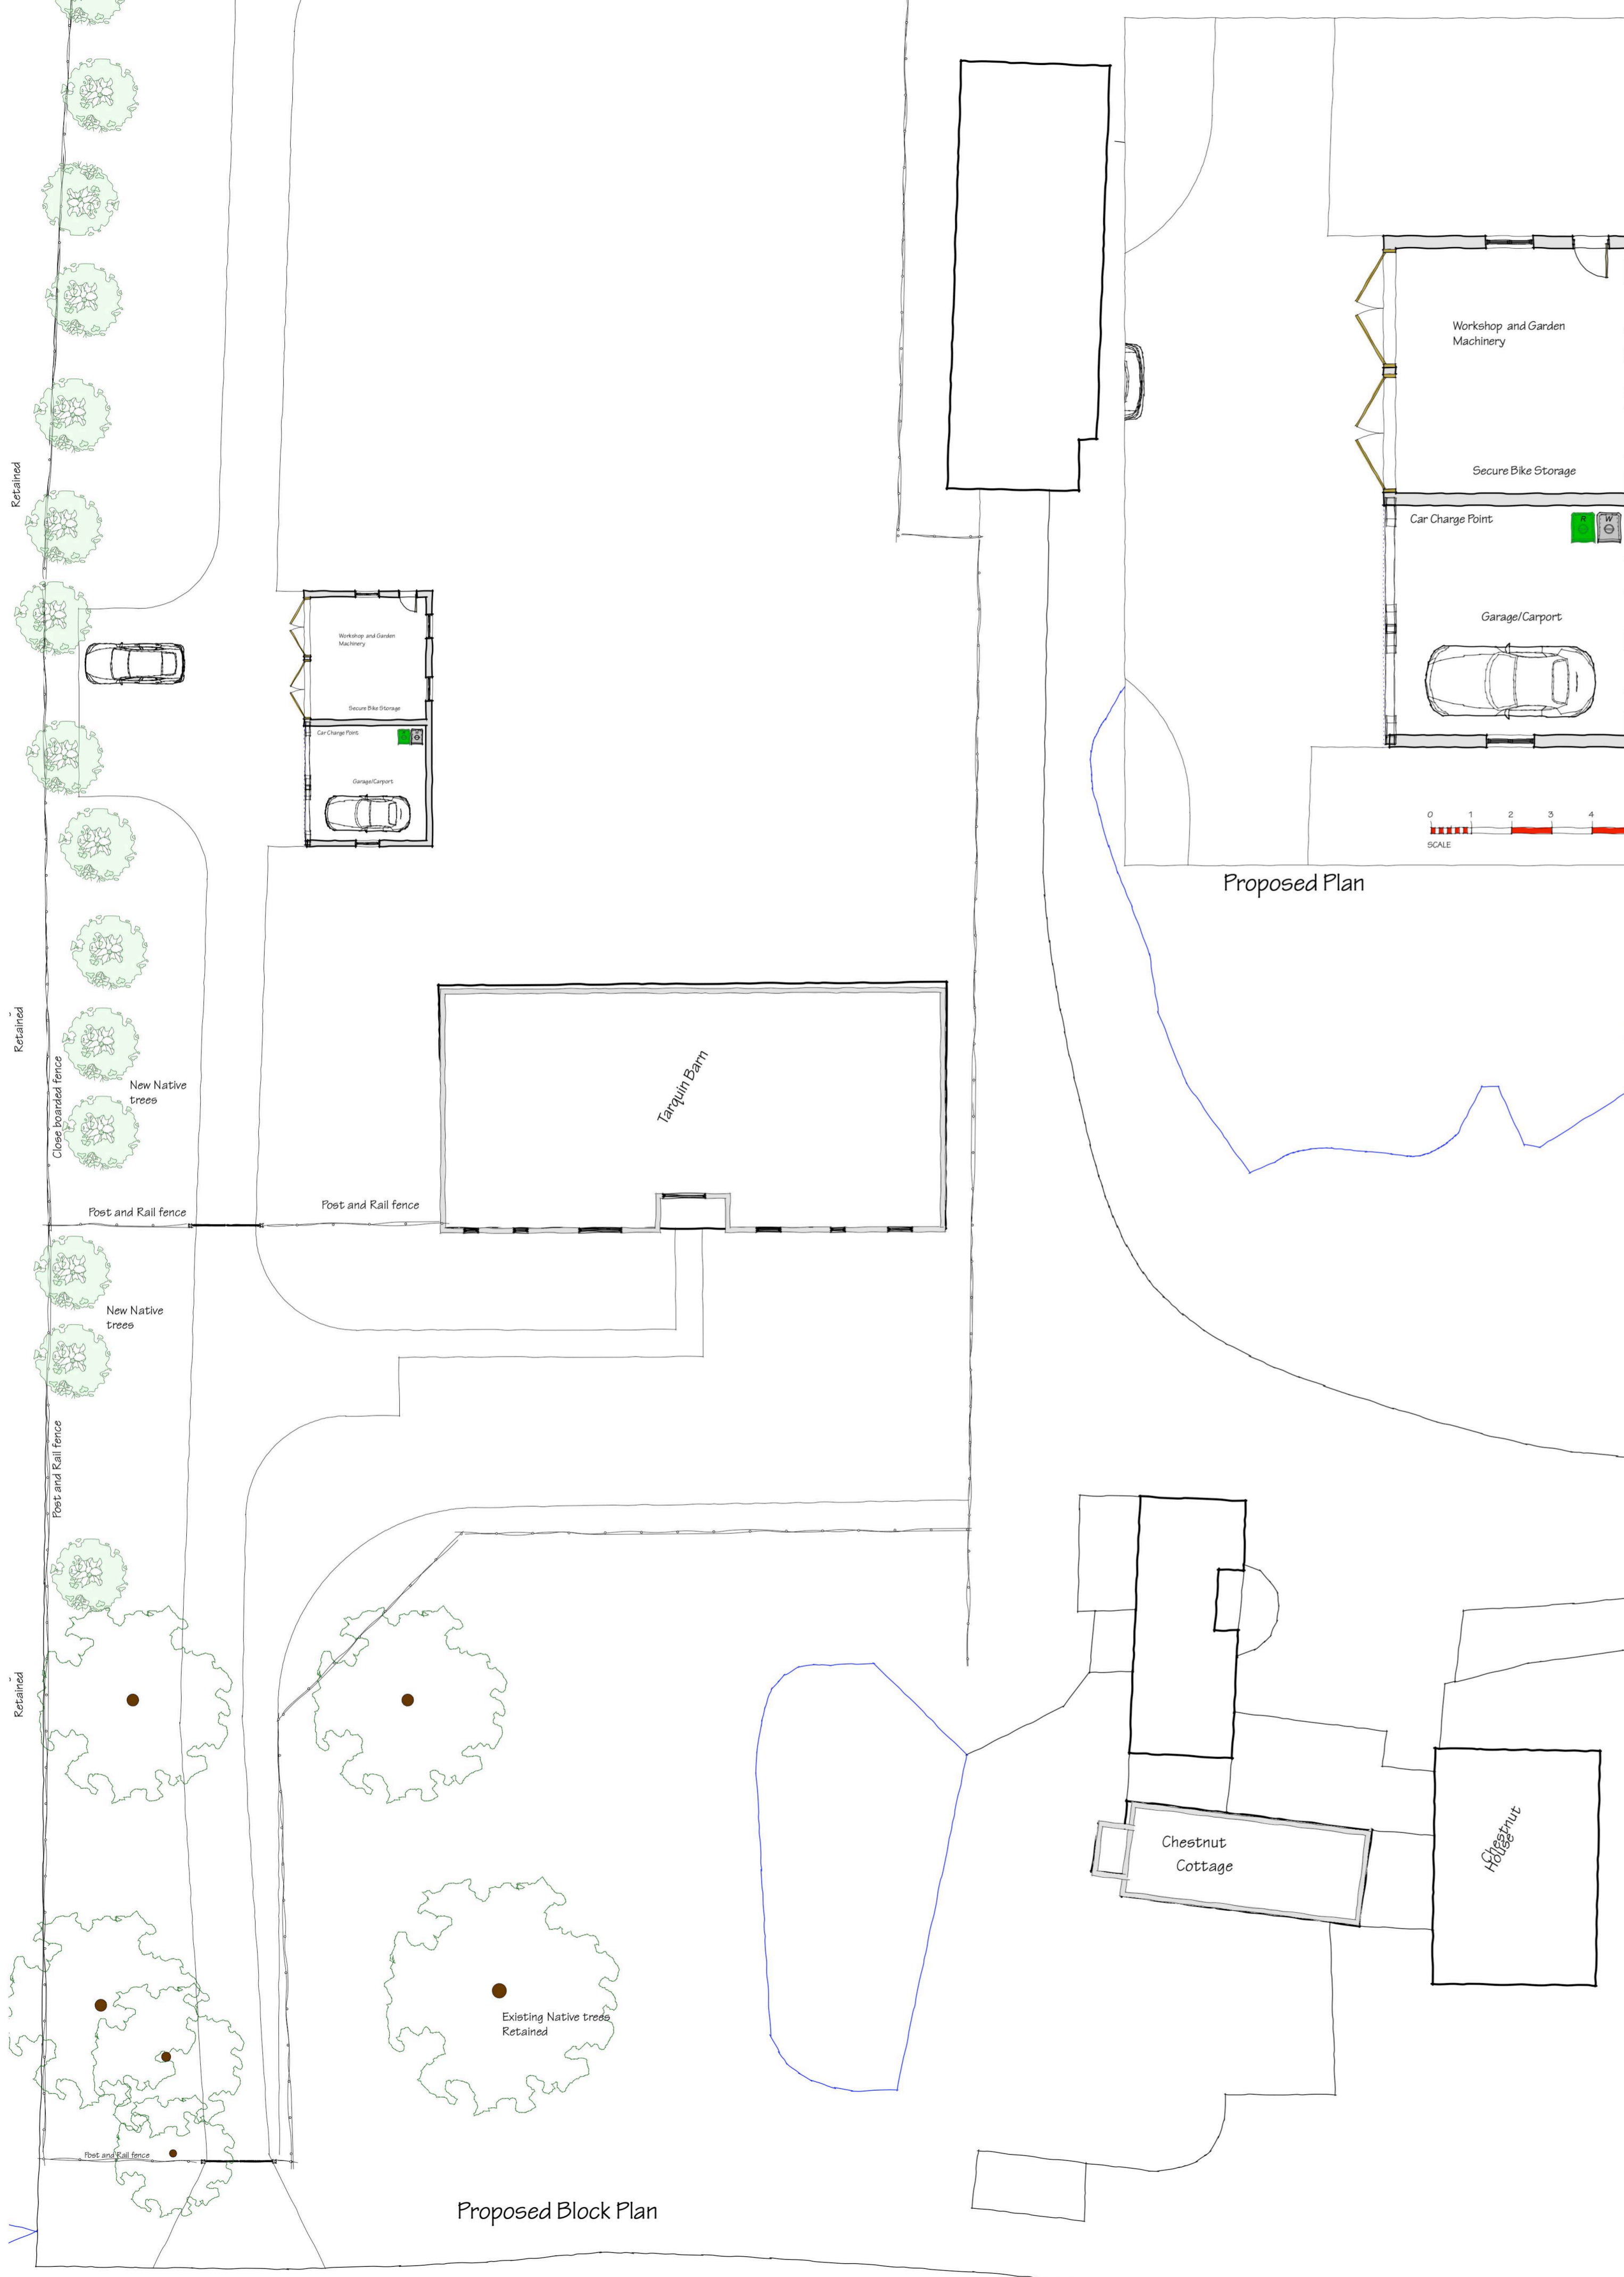 Retained
Workshop and Garden
Machinery
Secure Bike Storage
Car Charge Point
R
W
Garage/Carport
0 1 2 3 4
SCALE
Proposed Plan
Workshop and Garden
Machinery
Secure Bike Storage
Car Charge Point
Garage/Carport
Retained
Close boarded fence
New Native
trees
Tarquin Barn
Post and Rail fence
Post and Rail fence
New Native
trees
Post and Rail fence
Retained
Chestnut
Cottage
Chestnut
House
Existing Native trees
Retained
Post and Rail fence
Proposed Block Plan